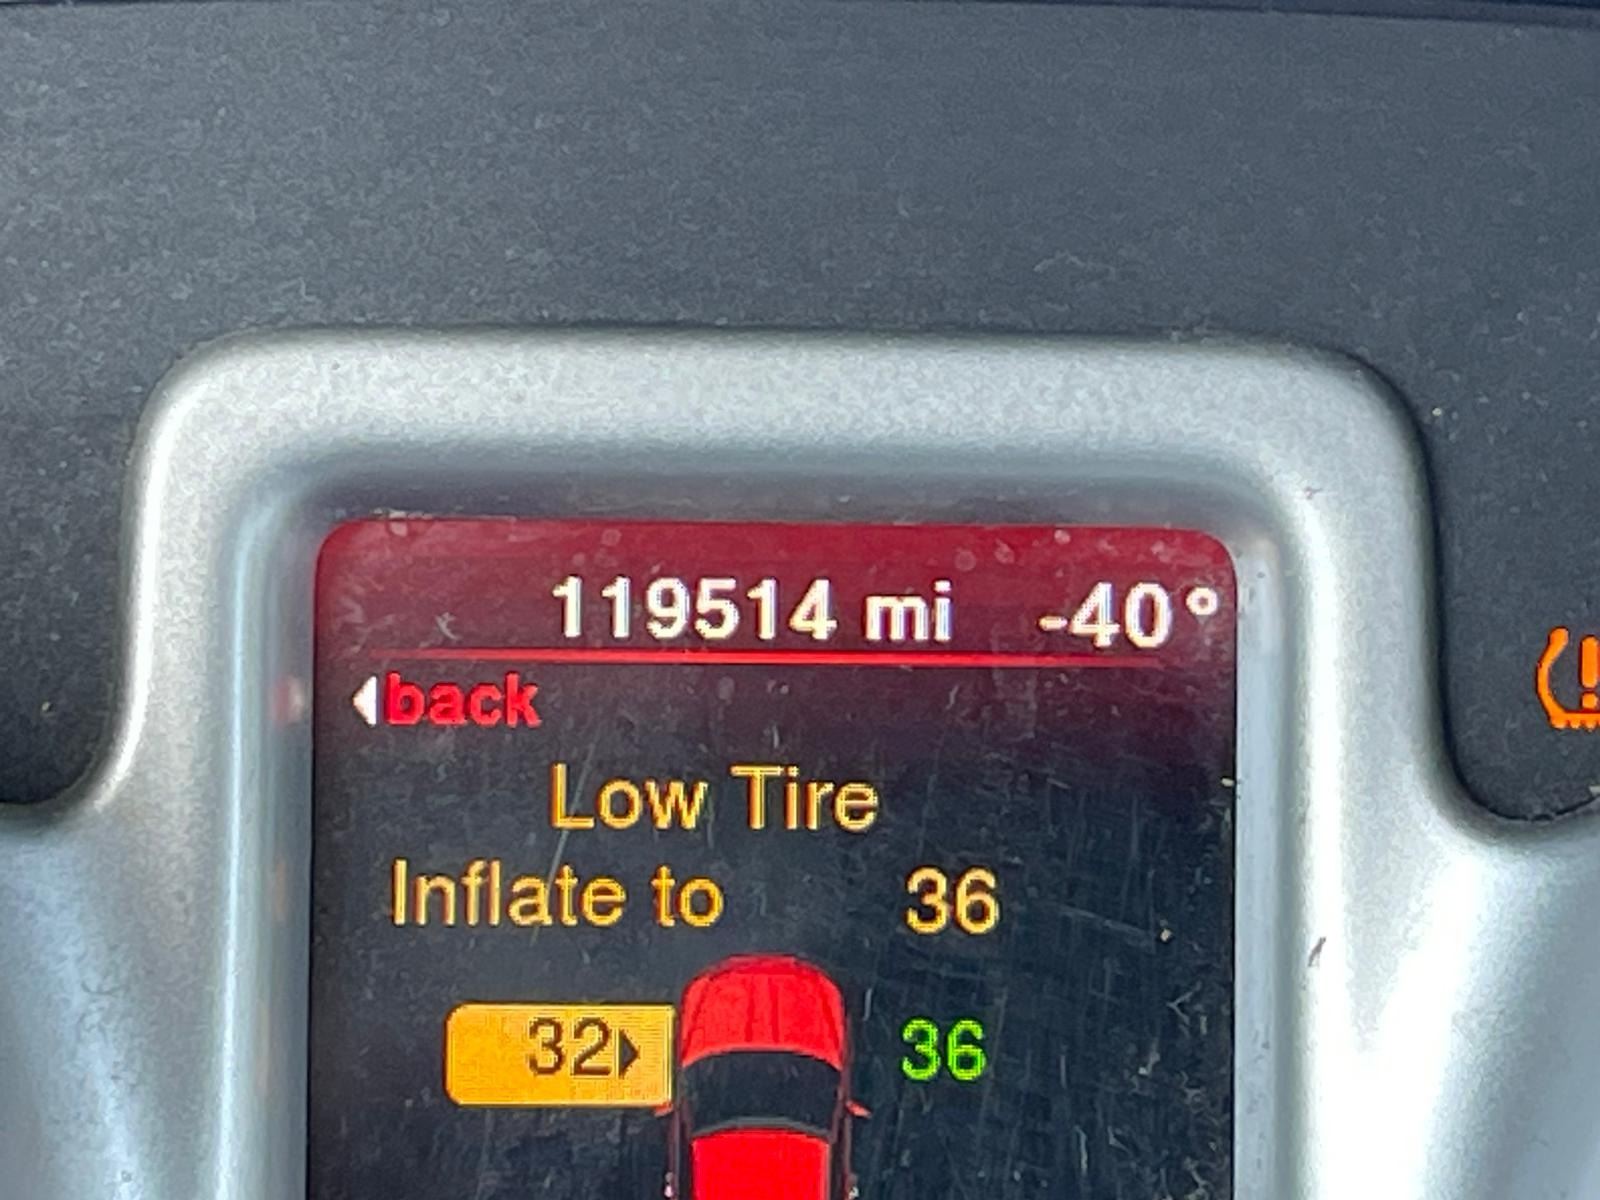 119514 mi -40°
back
Low Tire
Inflate to 36
32 36